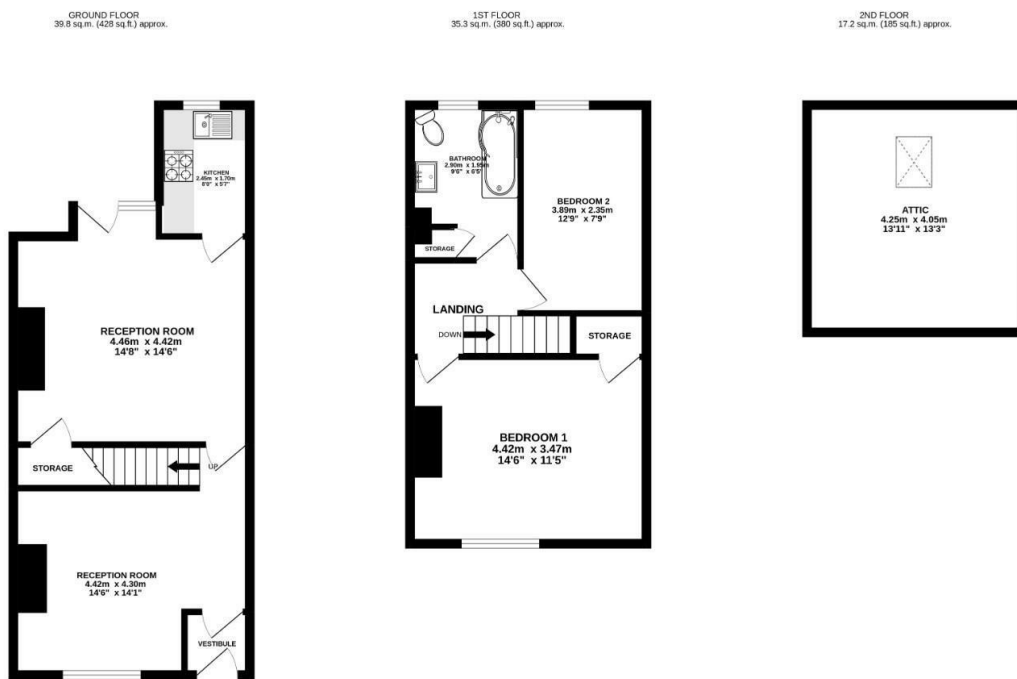 GROUND FLOOR
39.8 sq.m. (428 sq.ft.) approx.
1ST FLOOR
35.3 sq.m. (380 sq.ft.) approx.
2ND FLOOR
17.2 sq.m. (185 sq.ft.) approx.
KITCHEN
2.45m x 1.70m
8'0" x 5'7"
RECEPTION ROOM
4.46m x 4.42m
14'8" x 14'6"
STORAGE
UP
RECEPTION ROOM
4.42m x 4.30m
14'6" x 14'1"
VESTIBULE
BATHROOM
2.90m x 1.95m
9'6" x 6'5"
BEDROOM 2
3.89m x 2.35m
12'9" x 7'9"
STORAGE
LANDING
DOWN
STORAGE
BEDROOM 1
4.42m x 3.47m
14'6" x 11'5"
ATTIC
4.25m x 4.05m
13'11" x 13'3"